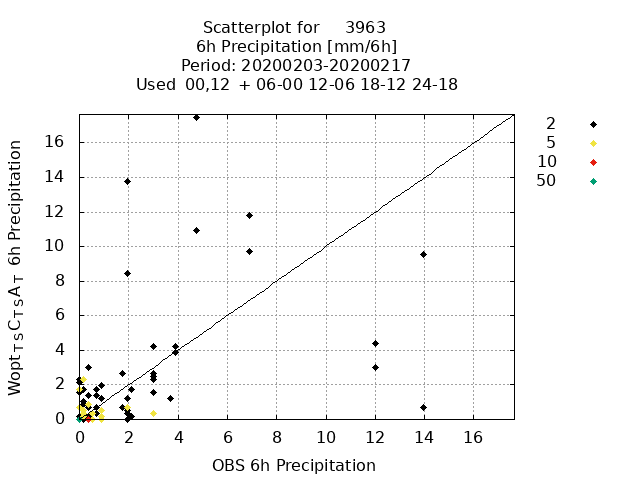 Scatterplot for 3963
6h Precipitation [mm/6h]
Period: 20200203-20200217
Used 00,12 + 06-00 12-06 18-12 24-18
2
5
10
50
16
14
12
10
8
6
4
2
0
0 2 4 6 8 10 12 14 16
OBS 6h Precipitation
WoptTSCTSAT 6h Precipitation